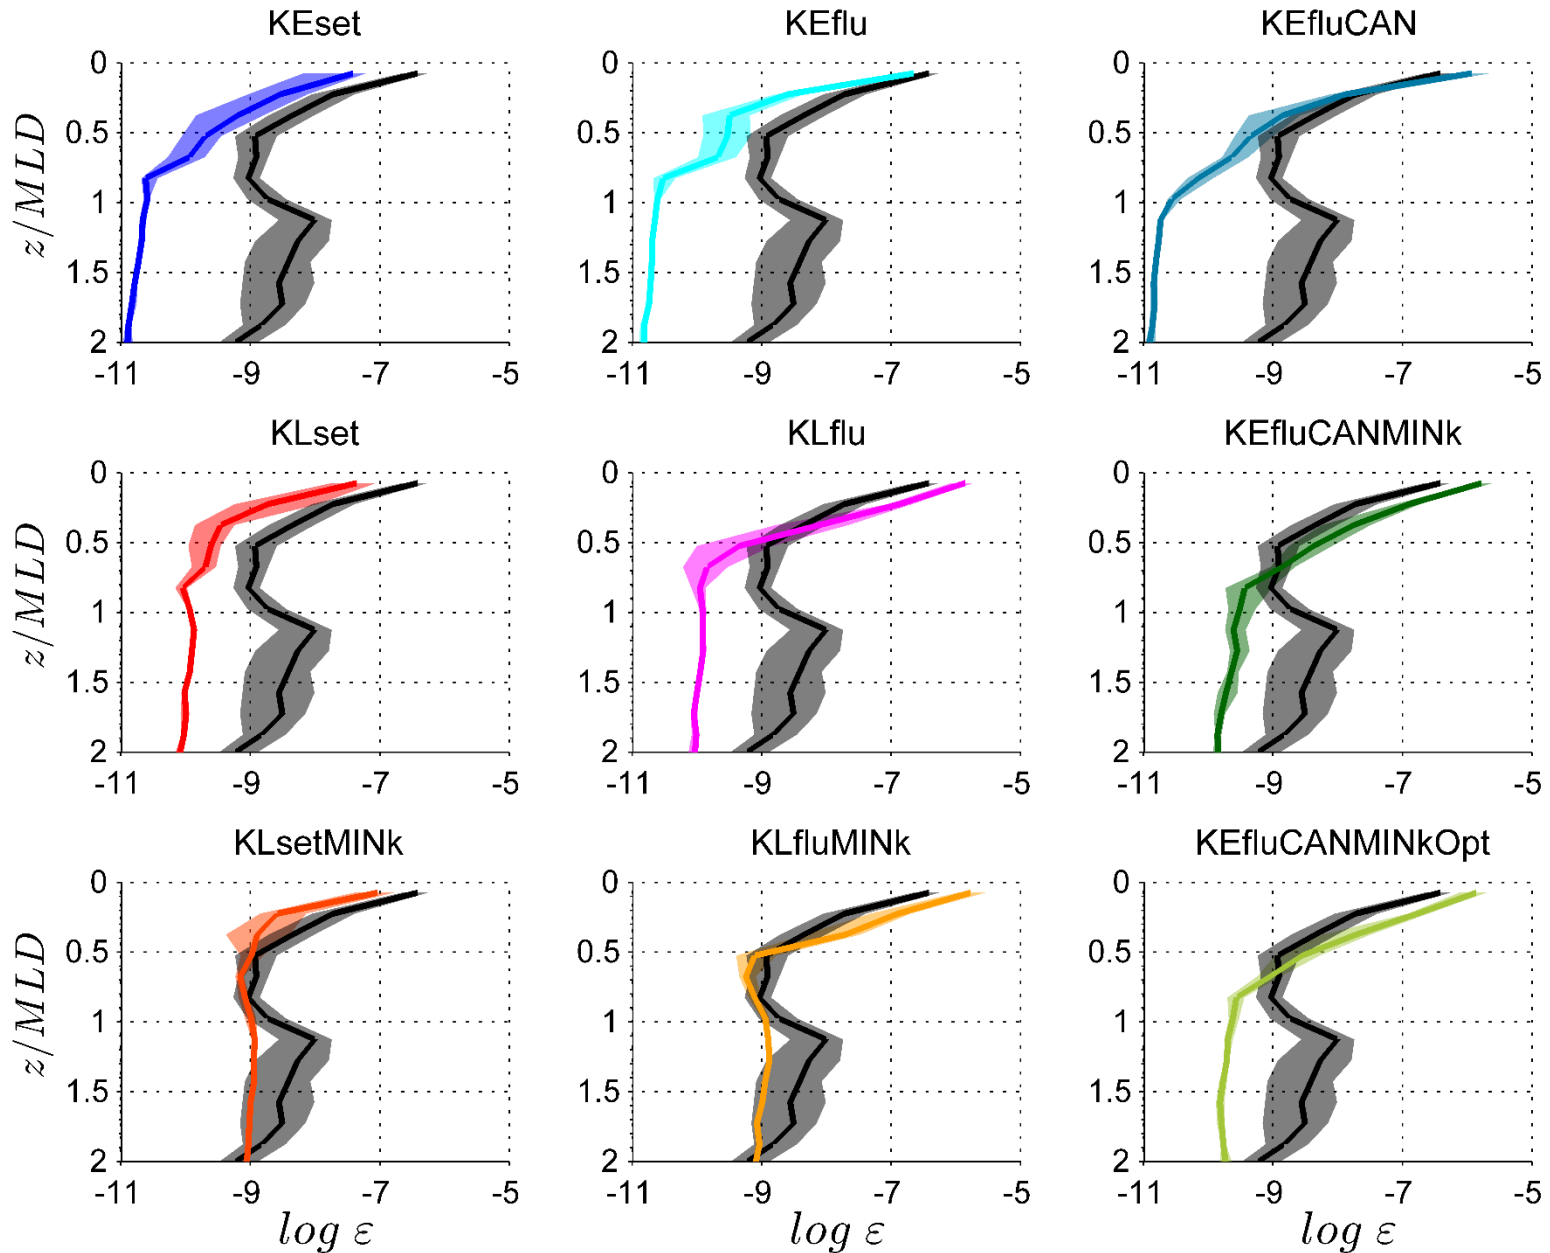 KEset KEflu KEfluCAN
0 0 0
0.5 0.5 0.5
z/MLD
1 1 1
1.5 1.5 1.5
2 2 2
-11 -9 -7 -5 -11 -9 -7 -5 -11 -9 -7 -5
KLset KLflu KEfluCANMINk
0 0 0
0.5 0.5 0.5
z/MLD
1 1 1
1.5 1.5 1.5
2 2 2
-11 -9 -7 -5 -11 -9 -7 -5 -11 -9 -7 -5
KLsetMINk KLfluMINk KEfluCANMINkOpt
0 0 0
0.5 0.5 0.5
z/MLD
1 1 1
1.5 1.5 1.5
2 2 2
-11 -9 -7 -5 -11 -9 -7 -5 -11 -9 -7 -5
log ε log ε log ε